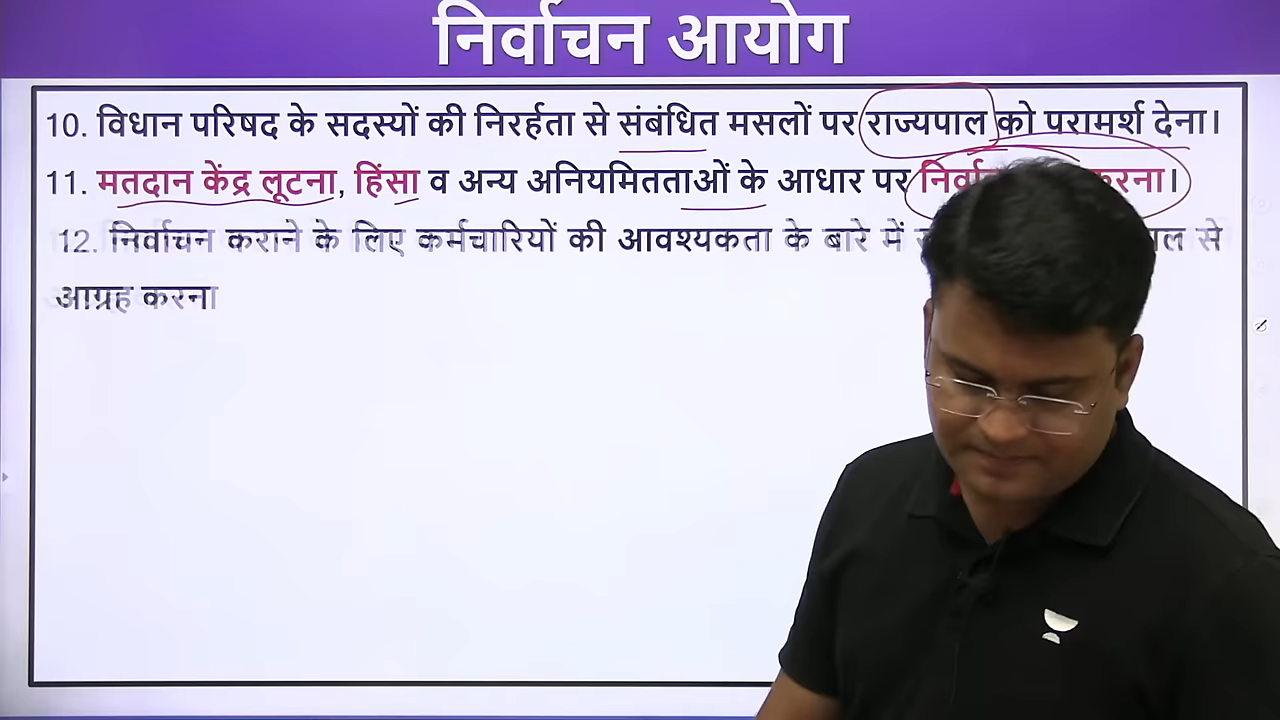 निर्वाचन आयोग
10. विधान परिषद के सदस्यों की निरर्हता से संबंधित मसलों पर राज्यपाल को परामर्श देना।
11. मतदान केंद्र लूटना, हिंसा व अन्य अनियमितताओं के आधार पर करना।
12. निर्वाचन कराने के लिए कर्मचारियों की आवश्यकता के बारे में से
आग्रह करना